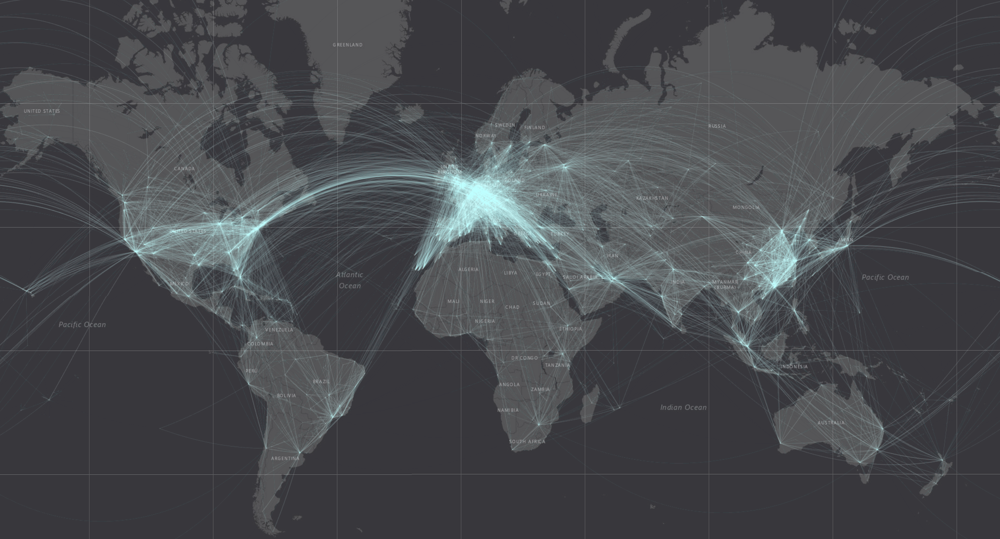 GREENLAND
UNITED STATES
SWEDEN
FINLAND
RUSSIA
NORWAY
CANADA
UNITED
KINGDOM
POLAND
UKRAINE
KAZAKHSTAN
MONGOLIA
UNITED STATES
GREECE
TURKEY
JAPAN
CHINA
IRAN
ALGERIA
LIBYA
EGYPT
SAUDI ARABIA
Atlantic
Ocean
Pacific Ocean
MEXICO
INDIA
MYANMAR
(BURMA)
MALI
NIGER
SUDAN
CHAD
Pacific Ocean
NIGERIA
VENEZUELA
ETHIOPIA
COLOMBIA
DR CONGO
TANZANIA
INDONESIA
PERÚ
BRAZIL
ANGOLA
ZAMBIA
BOLIVIA
NAMIBIA
Indian Ocean
AUSTRALIA
SOUTH AFRICA
ARGENTINA